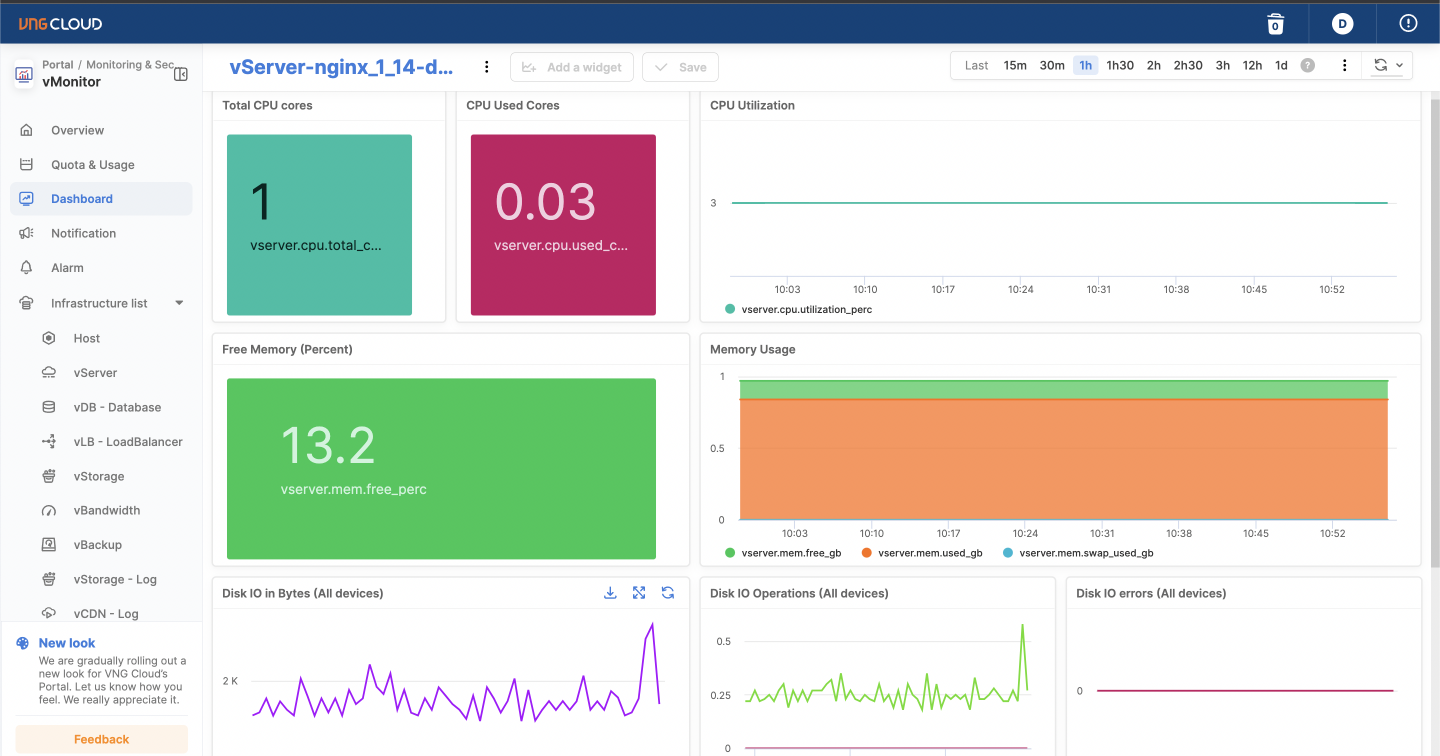 VNG CLOUD
0
D
Portal / Monitoring & Sec
vMonitor
Overview
Quota & Usage
Dashboard
Notification
Alarm
Infrastructure list
Host
vServer
vDB - Database
vLB - LoadBalancer
vStorage
vBandwidth
vBackup
vStorage - Log
vCDN - Log
New look
We are gradually rolling out a
new look for VNG Cloud's
Portal. Let us know how you
feel. We really appreciate it.
Feedback
vServer-nginx_1_14-d...
Add a widget
Save
Last 15m 30m 1h 1h30 2h 2h30 3h 12h 1d ?
Total CPU cores
1
vserver.cpu.total_c...
CPU Used Cores
0.03
vserver.cpu.used_c...
CPU Utilization
3
10:03 10:10 10:17 10:24 10:31 10:38 10:45 10:52
vserver.cpu.utilization_perc
Free Memory (Percent)
13.2
vserver.mem.free_perc
Memory Usage
1
0.5
0
10:03 10:10 10:17 10:24 10:31 10:38 10:45 10:52
vserver.mem.free_gb vserver.mem.used_gb vserver.mem.swap_used_gb
Disk IO in Bytes (All devices)
2 K
Disk IO Operations (All devices)
0.5
0.25
0
Disk IO errors (All devices)
0